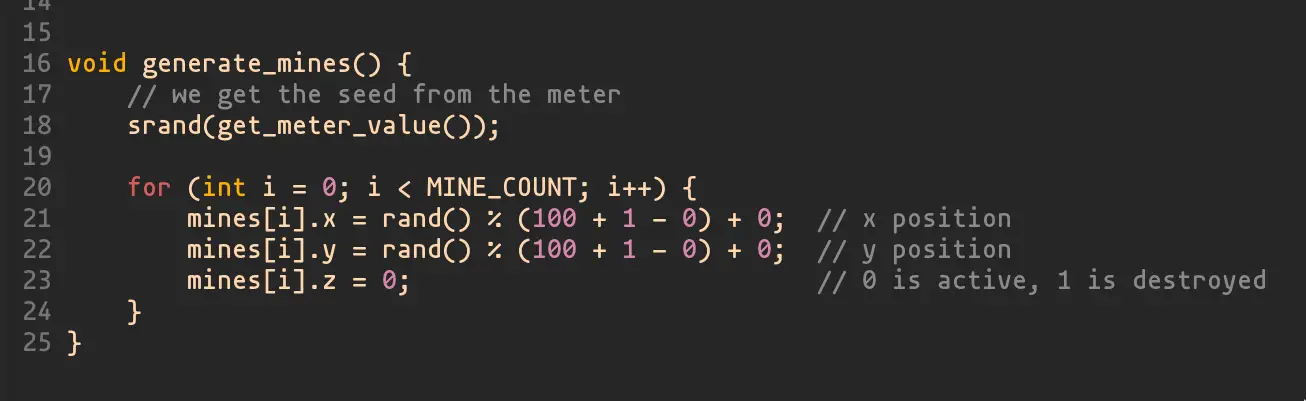 14
15
16 void generate_mines() {
17     // we get the seed from the meter
18     srand(get_meter_value());
19
20     for (int i = 0; i < MINE_COUNT; i++) {
21         mines[i].x = rand() % (100 + 1 - 0) + 0;  // x position
22         mines[i].y = rand() % (100 + 1 - 0) + 0;  // y position
23         mines[i].z = 0;                           // 0 is active, 1 is destroyed
24     }
25 }